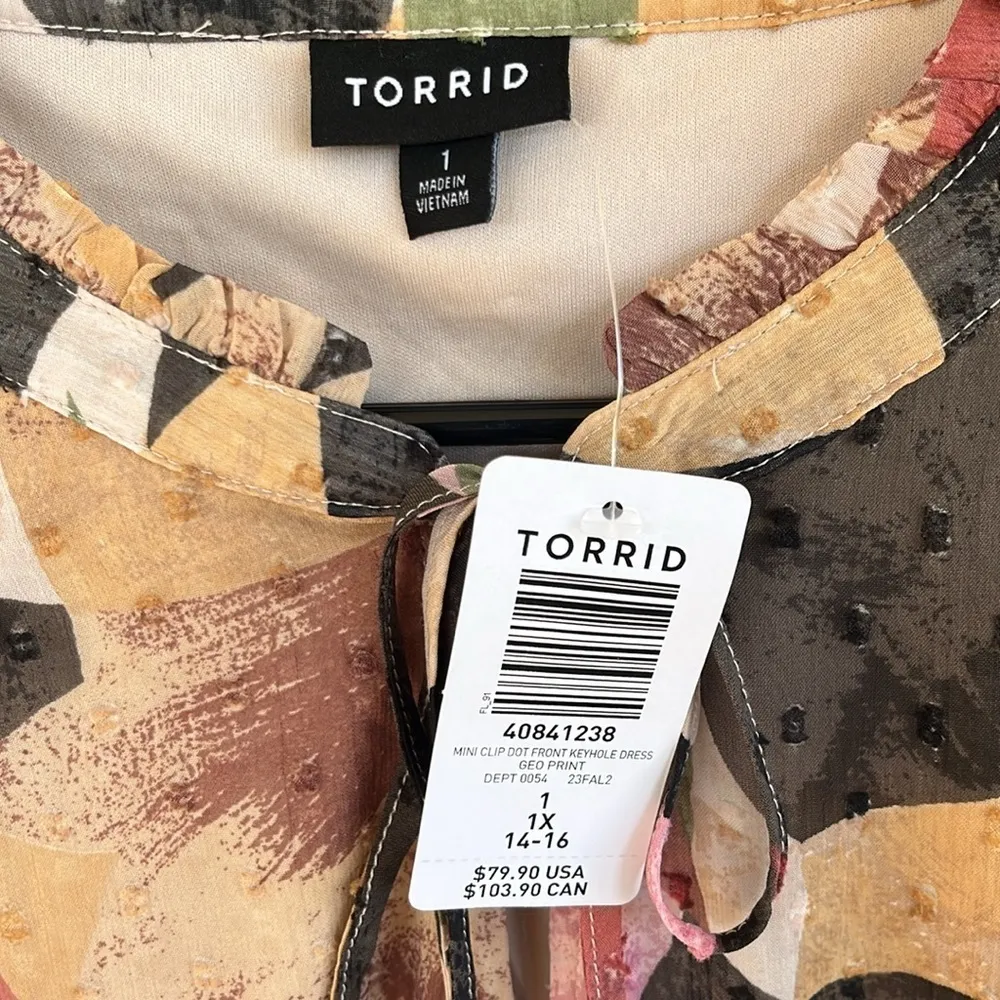 TORRID
1
MADE IN
VIETNAM
TORRID
FL_91
40841238
MINI CLIP DOT FRONT KEYHOLE DRESS
GEO PRINT
DEPT 0054 23FAL2
1
1X
14-16
$79.90 USA
$103.90 CAN